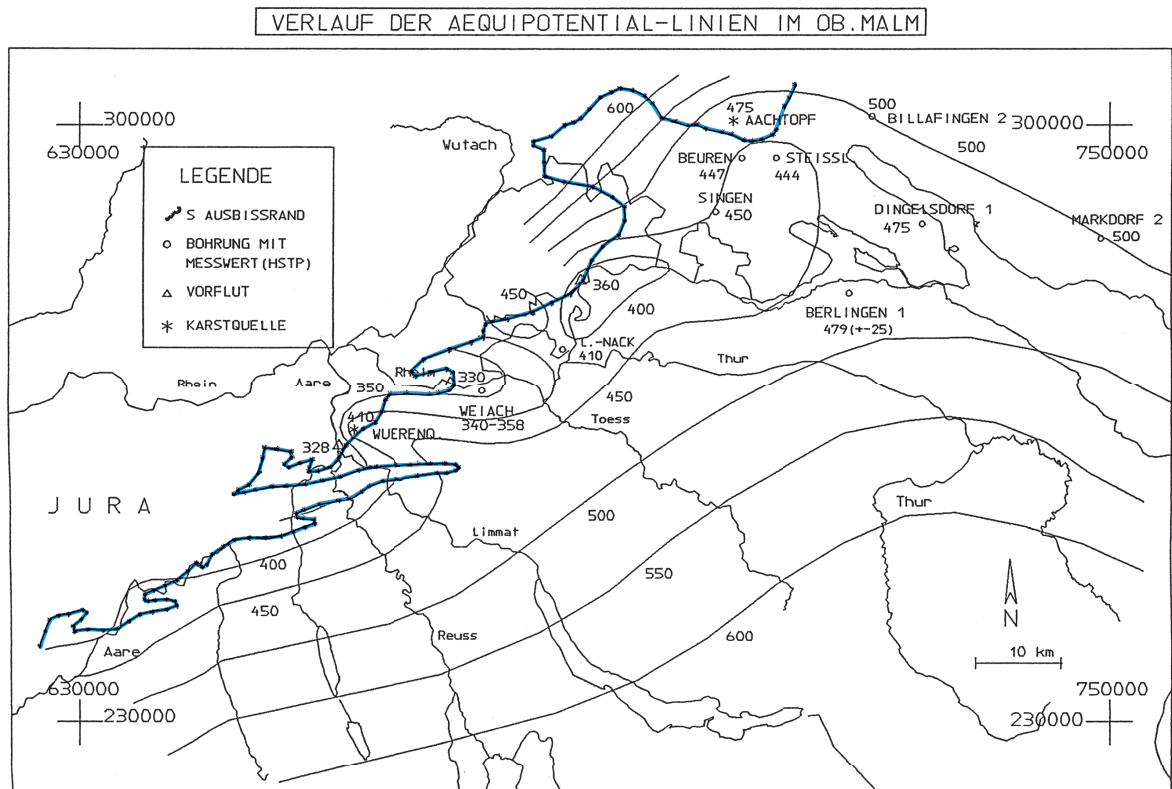 VERLAUF DER AEQUIPOTENTIAL-LINIEN IM OB.MALM
300000
630000
300000
750000
LEGENDE
S AUSBISSRAND
BOHRUNG MIT
MESSWERT(HSTP)
VORFLUT
KARSTQUELLE
Wutach
600
475
AACHTOPF
500
BILLAFINGEN 2
500
BEUREN
447
STEISSL
444
SINGEN
450
DINGELSDORF 1
475
MARKDORF 2
500
360
450
400
BERLINGEN 1
479(+-25)
L.-NACK
410
Thur
Rhein
Aare
Rhein
350
330
450
WEIACH
340-358
Toess
410
WUERENQ.
328
JURA
Thur
500
Limmat
400
550
450
N
Reuss
600
10 km
Aare
630000
230000
750000
230000